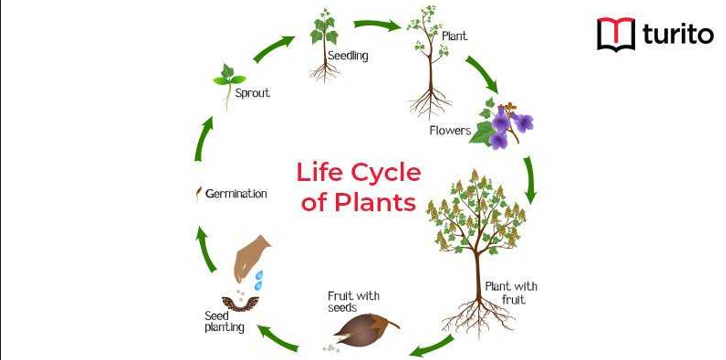 turito
Seedling
Plant
Sprout
Flowers
Life Cycle
of Plants
Germination
Plant with
fruit
Fruit with
seeds
Seed
planting